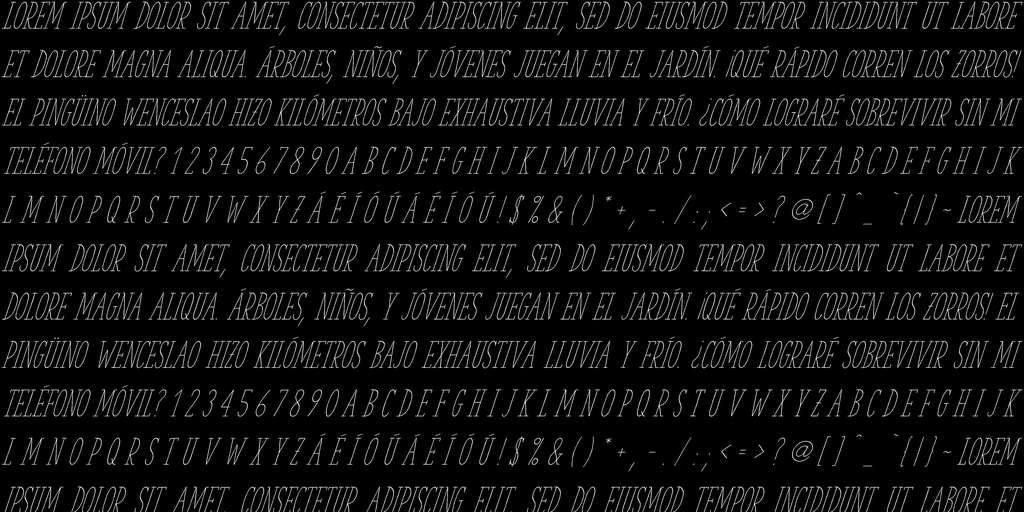 LOREM IPSUM DOLOR SIT AMET, CONSECTETUR ADIPISCING ELIT, SED DO EIUSMOD TEMPOR INCIDIDUNT UT LABORE
ET DOLORE MAGNA ALIQUA. ÁRBOLES, NIÑOS, Y JÓVENES JUEGAN EN EL JARDÍN. ¡QUÉ RÁPIDO CORREN LOS ZORROS!
EL PINGÜINO WENCESLAO HIZO KILÓMETROS BAJO EXHAUSTIVA LLUVIA Y FRÍO. ¿CÓMO LOGRARÉ SOBREVIVIR SIN MI
TELÉFONO MÓVIL? 1 2 3 4 5 6 7 8 9 0 A B C D E F G H I J K L M N O P Q R S T U V W X Y Z A B C D E F G H I J K
L M N O P Q R S T U V W X Y Z Á É Í Ó Ú Á É Í Ó Ú ! $ % & ( ) * + , - . / : ; < = > ? @ [ ] ^ _ ` { | } ~ LOREM
IPSUM DOLOR SIT AMET, CONSECTETUR ADIPISCING ELIT, SED DO EIUSMOD TEMPOR INCIDIDUNT UT LABORE ET
DOLORE MAGNA ALIQUA. ÁRBOLES, NIÑOS, Y JÓVENES JUEGAN EN EL JARDÍN. ¡QUÉ RÁPIDO CORREN LOS ZORROS! EL
PINGÜINO WENCESLAO HIZO KILÓMETROS BAJO EXHAUSTIVA LLUVIA Y FRÍO. ¿CÓMO LOGRARÉ SOBREVIVIR SIN MI
TELÉFONO MÓVIL? 1 2 3 4 5 6 7 8 9 0 A B C D E F G H I J K L M N O P Q R S T U V W X Y Z A B C D E F G H I J K
L M N O P Q R S T U V W X Y Z Á É Í Ó Ú Á É Í Ó Ú ! $ % & ( ) * + , - . / : ; < = > ? @ [ ] ^ _ ` { | } ~ LOREM
IPSUM DOLOR SIT AMET, CONSECTETUR ADIPISCING ELIT, SED DO EIUSMOD TEMPOR INCIDIDUNT UT LABORE ET